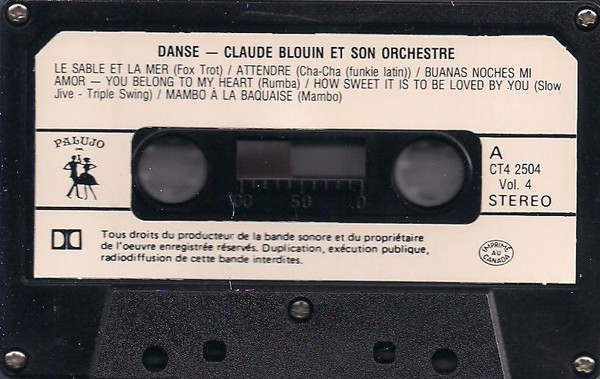 DANSE — CLAUDE BLOUIN ET SON ORCHESTRE
LE SABLE ET LA MER (Fox Trot) / ATTENDRE (Cha-Cha (funkie latin)) / BUANAS NOCHES MI
AMOR — YOU BELONG TO MY HEART (Rumba) / HOW SWEET IT IS TO BE LOVED BY YOU (Slow
Jive - Triple Swing) / MAMBO À LA BAQUAISE (Mambo)
PALUJO
A
CT4 2504
Vol. 4
STEREO
50
Tous droits du producteur de la bande sonore et du propriétaire
de l'oeuvre enregistrée réservés. Duplication, exécution publique,
radiodiffusion de cette bande interdites.
IMPRIMÉ
AU
CANADA